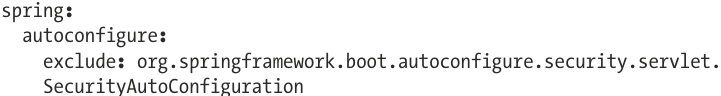 spring:
  autoconfigure:
    exclude: org.springframework.boot.autoconfigure.security.servlet.
    SecurityAutoConfiguration